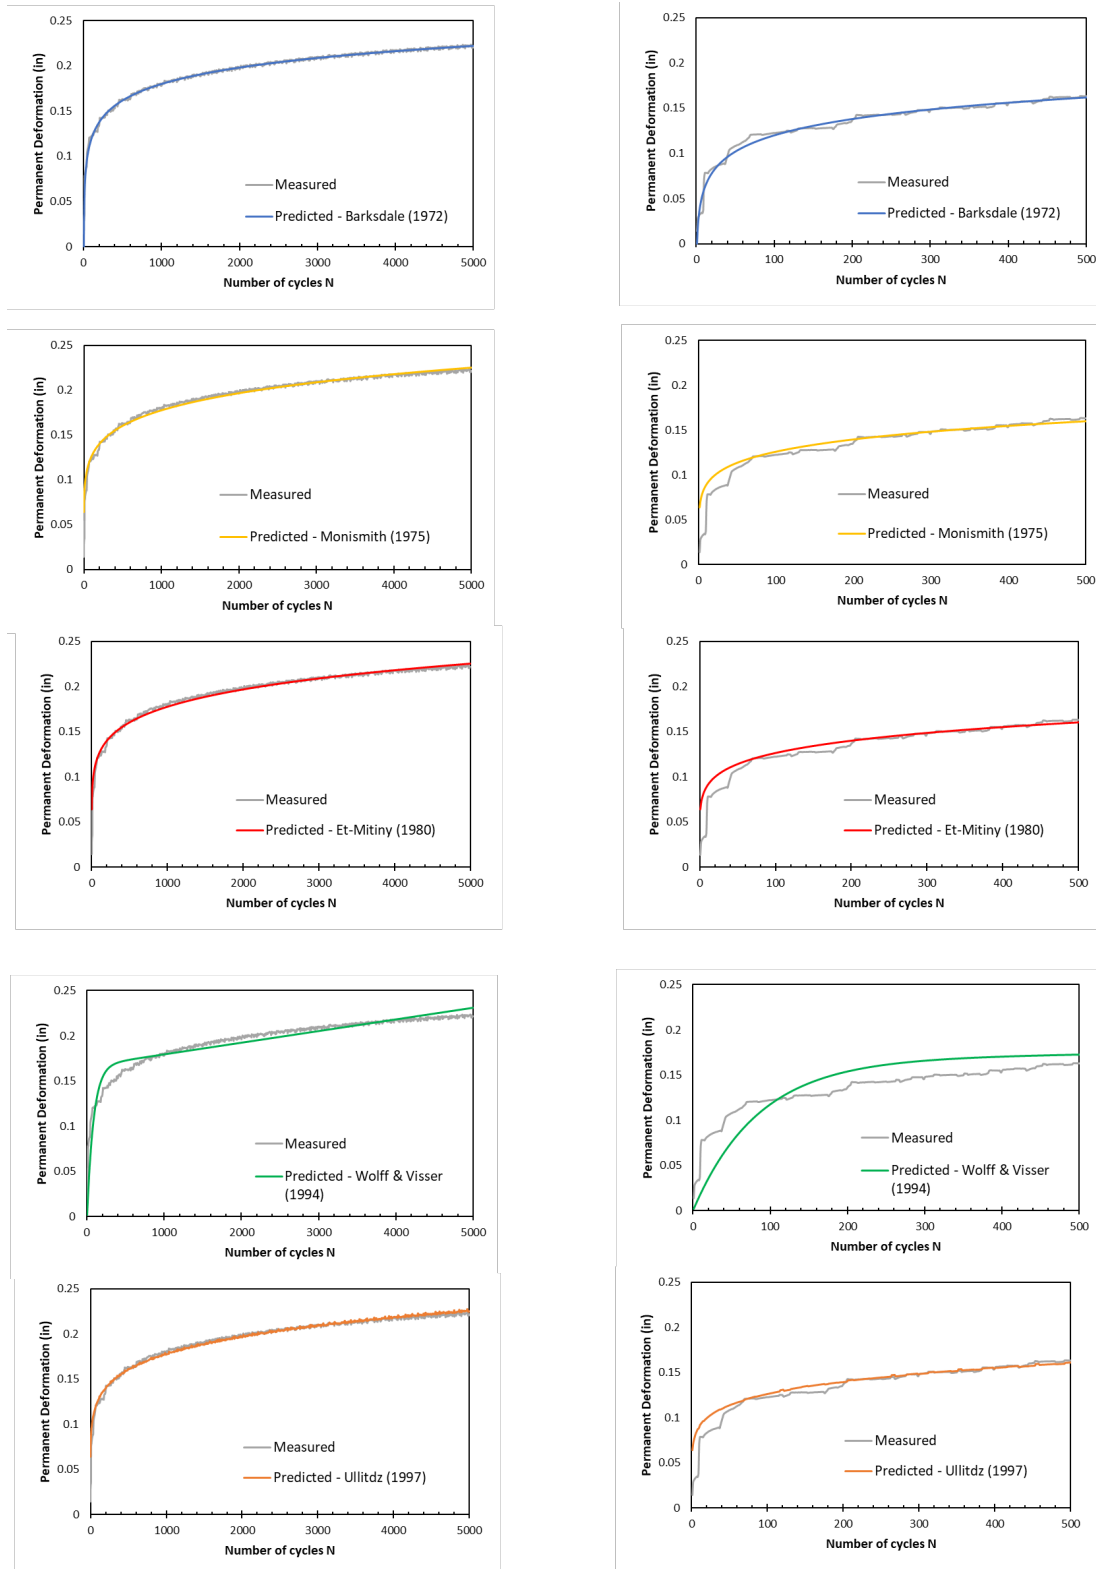 Permanent Deformation (in)
0.25
0.2
0.15
0.1
0.05
0
Measured
Predicted - Barksdale (1972)
0 1000 2000 3000 4000 5000
Number of cycles N
Permanent Deformation (in)
0.25
0.2
0.15
0.1
0.05
0
Measured
Predicted - Barksdale (1972)
0 100 200 300 400 500
Number of cycles N
Permanent Deformation (in)
0.25
0.2
0.15
0.1
0.05
0
Measured
Predicted - Monismith (1975)
0 1000 2000 3000 4000 5000
Number of cycles N
Permanent Deformation (in)
0.25
0.2
0.15
0.1
0.05
0
Measured
Predicted - Monismith (1975)
0 100 200 300 400 500
Number of cycles N
Permanent Deformation (in)
0.25
0.2
0.15
0.1
0.05
0
Measured
Predicted - Et-Mitiny (1980)
0 1000 2000 3000 4000 5000
Number of cycles N
Permanent Deformation (in)
0.25
0.2
0.15
0.1
0.05
0
Measured
Predicted - Et-Mitiny (1980)
0 100 200 300 400 500
Number of cycles N
Permanent Deformation (in)
0.25
0.2
0.15
0.1
0.05
0
Measured
Predicted - Wolff & Visser
(1994)
0 1000 2000 3000 4000 5000
Number of cycles N
Permanent Deformation (in)
0.25
0.2
0.15
0.1
0.05
0
Measured
Predicted - Wolff & Visser
(1994)
0 100 200 300 400 500
Number of cycles N
Permanent Deformation (in)
0.25
0.2
0.15
0.1
0.05
0
Measured
Predicted - Ullitdz (1997)
0 1000 2000 3000 4000 5000
Number of cycles N
Permanent Deformation (in)
0.25
0.2
0.15
0.1
0.05
0
Measured
Predicted - Ullitdz (1997)
0 100 200 300 400 500
Number of cycles N